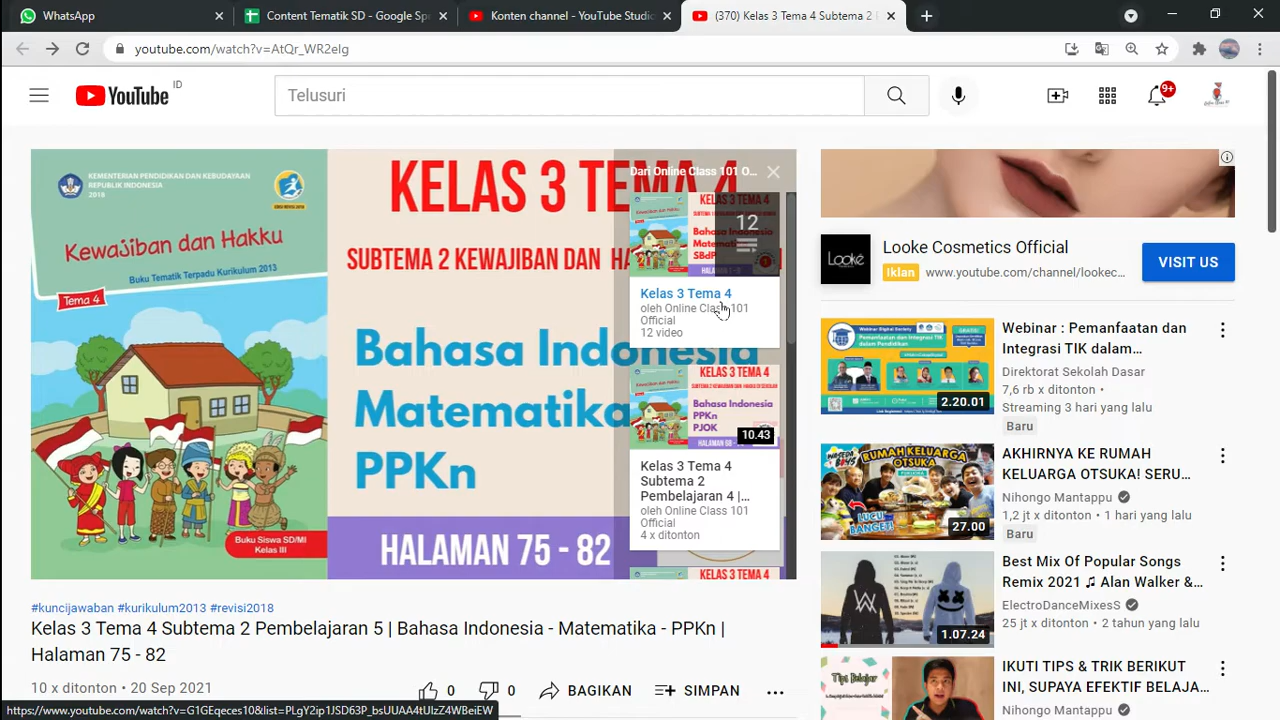 WhatsApp
Content Tematik SD - Google Sp
Konten channel - YouTube Studio
(370) Kelas 3 Tema 4 Subtema 2
youtube.com/watch?v=AtQr_WR2eIg
YouTube
ID
Telusuri
9+
KEMENTERIAN PENDIDIKAN DAN KEBUDAYAAN
REPUBLIK INDONESIA
2018
Kewajiban dan Hakku
Buku Tematik Terpadu Kurikulum 2013
Tema 4
Buku Siswa SD/MI
Kelas III
KELAS 3 TEMA 4
SUBTEMA 2 KEWAJIBAN DAN
Bahasa Indonesia
Matematika
PPKn
HALAMAN 75 - 82
Dari Online Class 101 O...
12
Kelas 3 Tema 4
oleh Online Class 101
Official
12 video
KELAS 3 TEMA 4
Bahasa Indonesia
PPKn
PJOK
10.43
Kelas 3 Tema 4
Subtema 2
Pembelajaran 4 |...
oleh Online Class 101
Official
4 x ditonton
#kuncijawaban #kurikulum2013 #revisi2018
Kelas 3 Tema 4 Subtema 2 Pembelajaran 5 | Bahasa Indonesia - Matematika - PPKn |
Halaman 75 - 82
10 x ditonton • 20 Sep 2021
0
0
BAGIKAN
SIMPAN
Looke Cosmetics Official
LOOKE
Iklan
www.youtube.com/channel/lookec...
VISIT US
Webinar : Pemanfaatan dan
Integrasi TIK dalam...
Direktorat Sekolah Dasar
7,6 rb x ditonton •
Streaming 3 hari yang lalu
Baru
2.20.01
AKHIRNYA KE RUMAH
KELUARGA OTSUKA! SERU...
Nihongo Mantappu
1,2 jt x ditonton • 1 hari yang lalu
Baru
RUMAH KELUARGA
OTSUKA
27.00
Best Mix Of Popular Songs
Remix 2021 ♫ Alan Walker &...
ElectroDanceMixesS
25 jt x ditonton • 2 tahun yang lalu
1.07.24
IKUTI TIPS & TRIK BERIKUT
INI, SUPAYA EFEKTIF BELAJA...
Nihongo Mantappu
Tips Belajar
https://www.youtube.com/watch?v=G1GEqeces10&list=PLgY2ip1JSD63P_bsUUAA4tUIzZ4WBeiEW